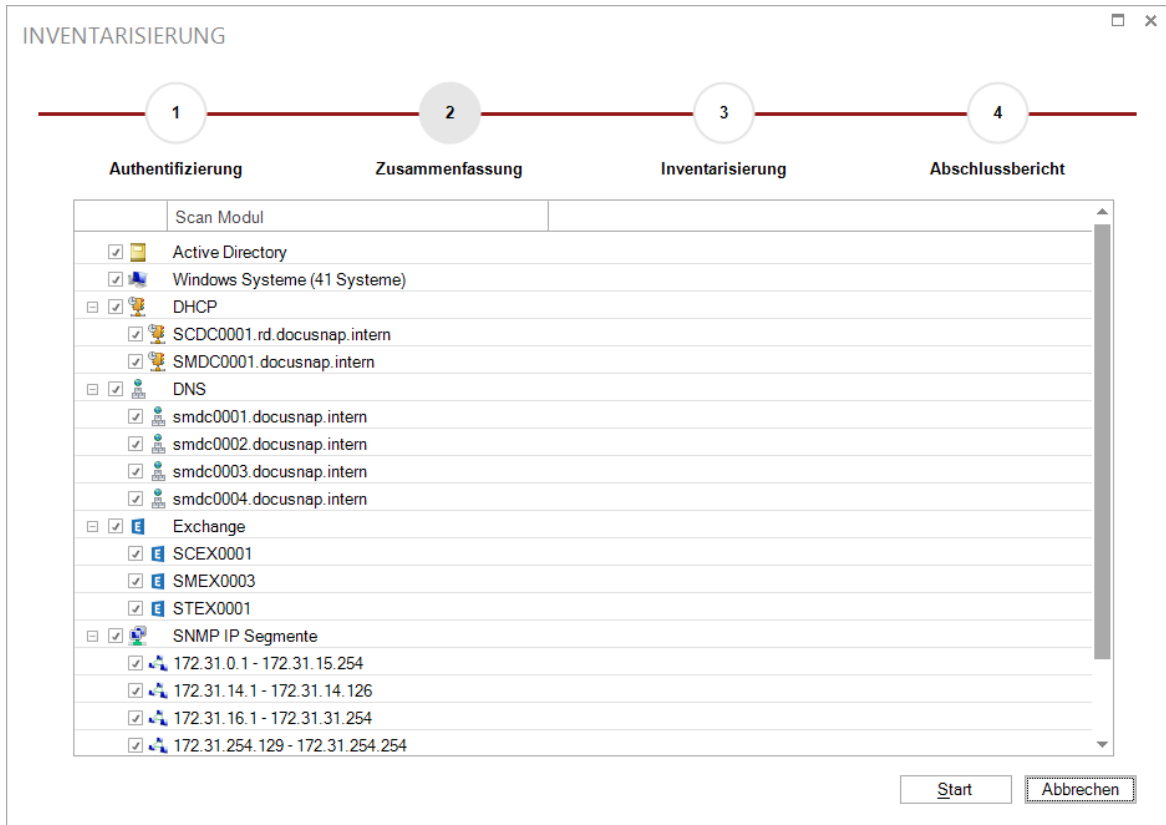 INVENTARISIERUNG
1 2 3 4
Authentifizierung Zusammenfassung Inventarisierung Abschlussbericht
Scan Modul
Active Directory
Windows Systeme (41 Systeme)
DHCP
SCDC0001.rd.docusnap.intern
SMDC0001.docusnap.intern
DNS
smdc0001.docusnap.intern
smdc0002.docusnap.intern
smdc0003.docusnap.intern
smdc0004.docusnap.intern
Exchange
SCEX0001
SMEX0003
STEX0001
SNMP IP Segmente
172.31.0.1 - 172.31.15.254
172.31.14.1 - 172.31.14.126
172.31.16.1 - 172.31.31.254
172.31.254.129 - 172.31.254.254
Start Abbrechen